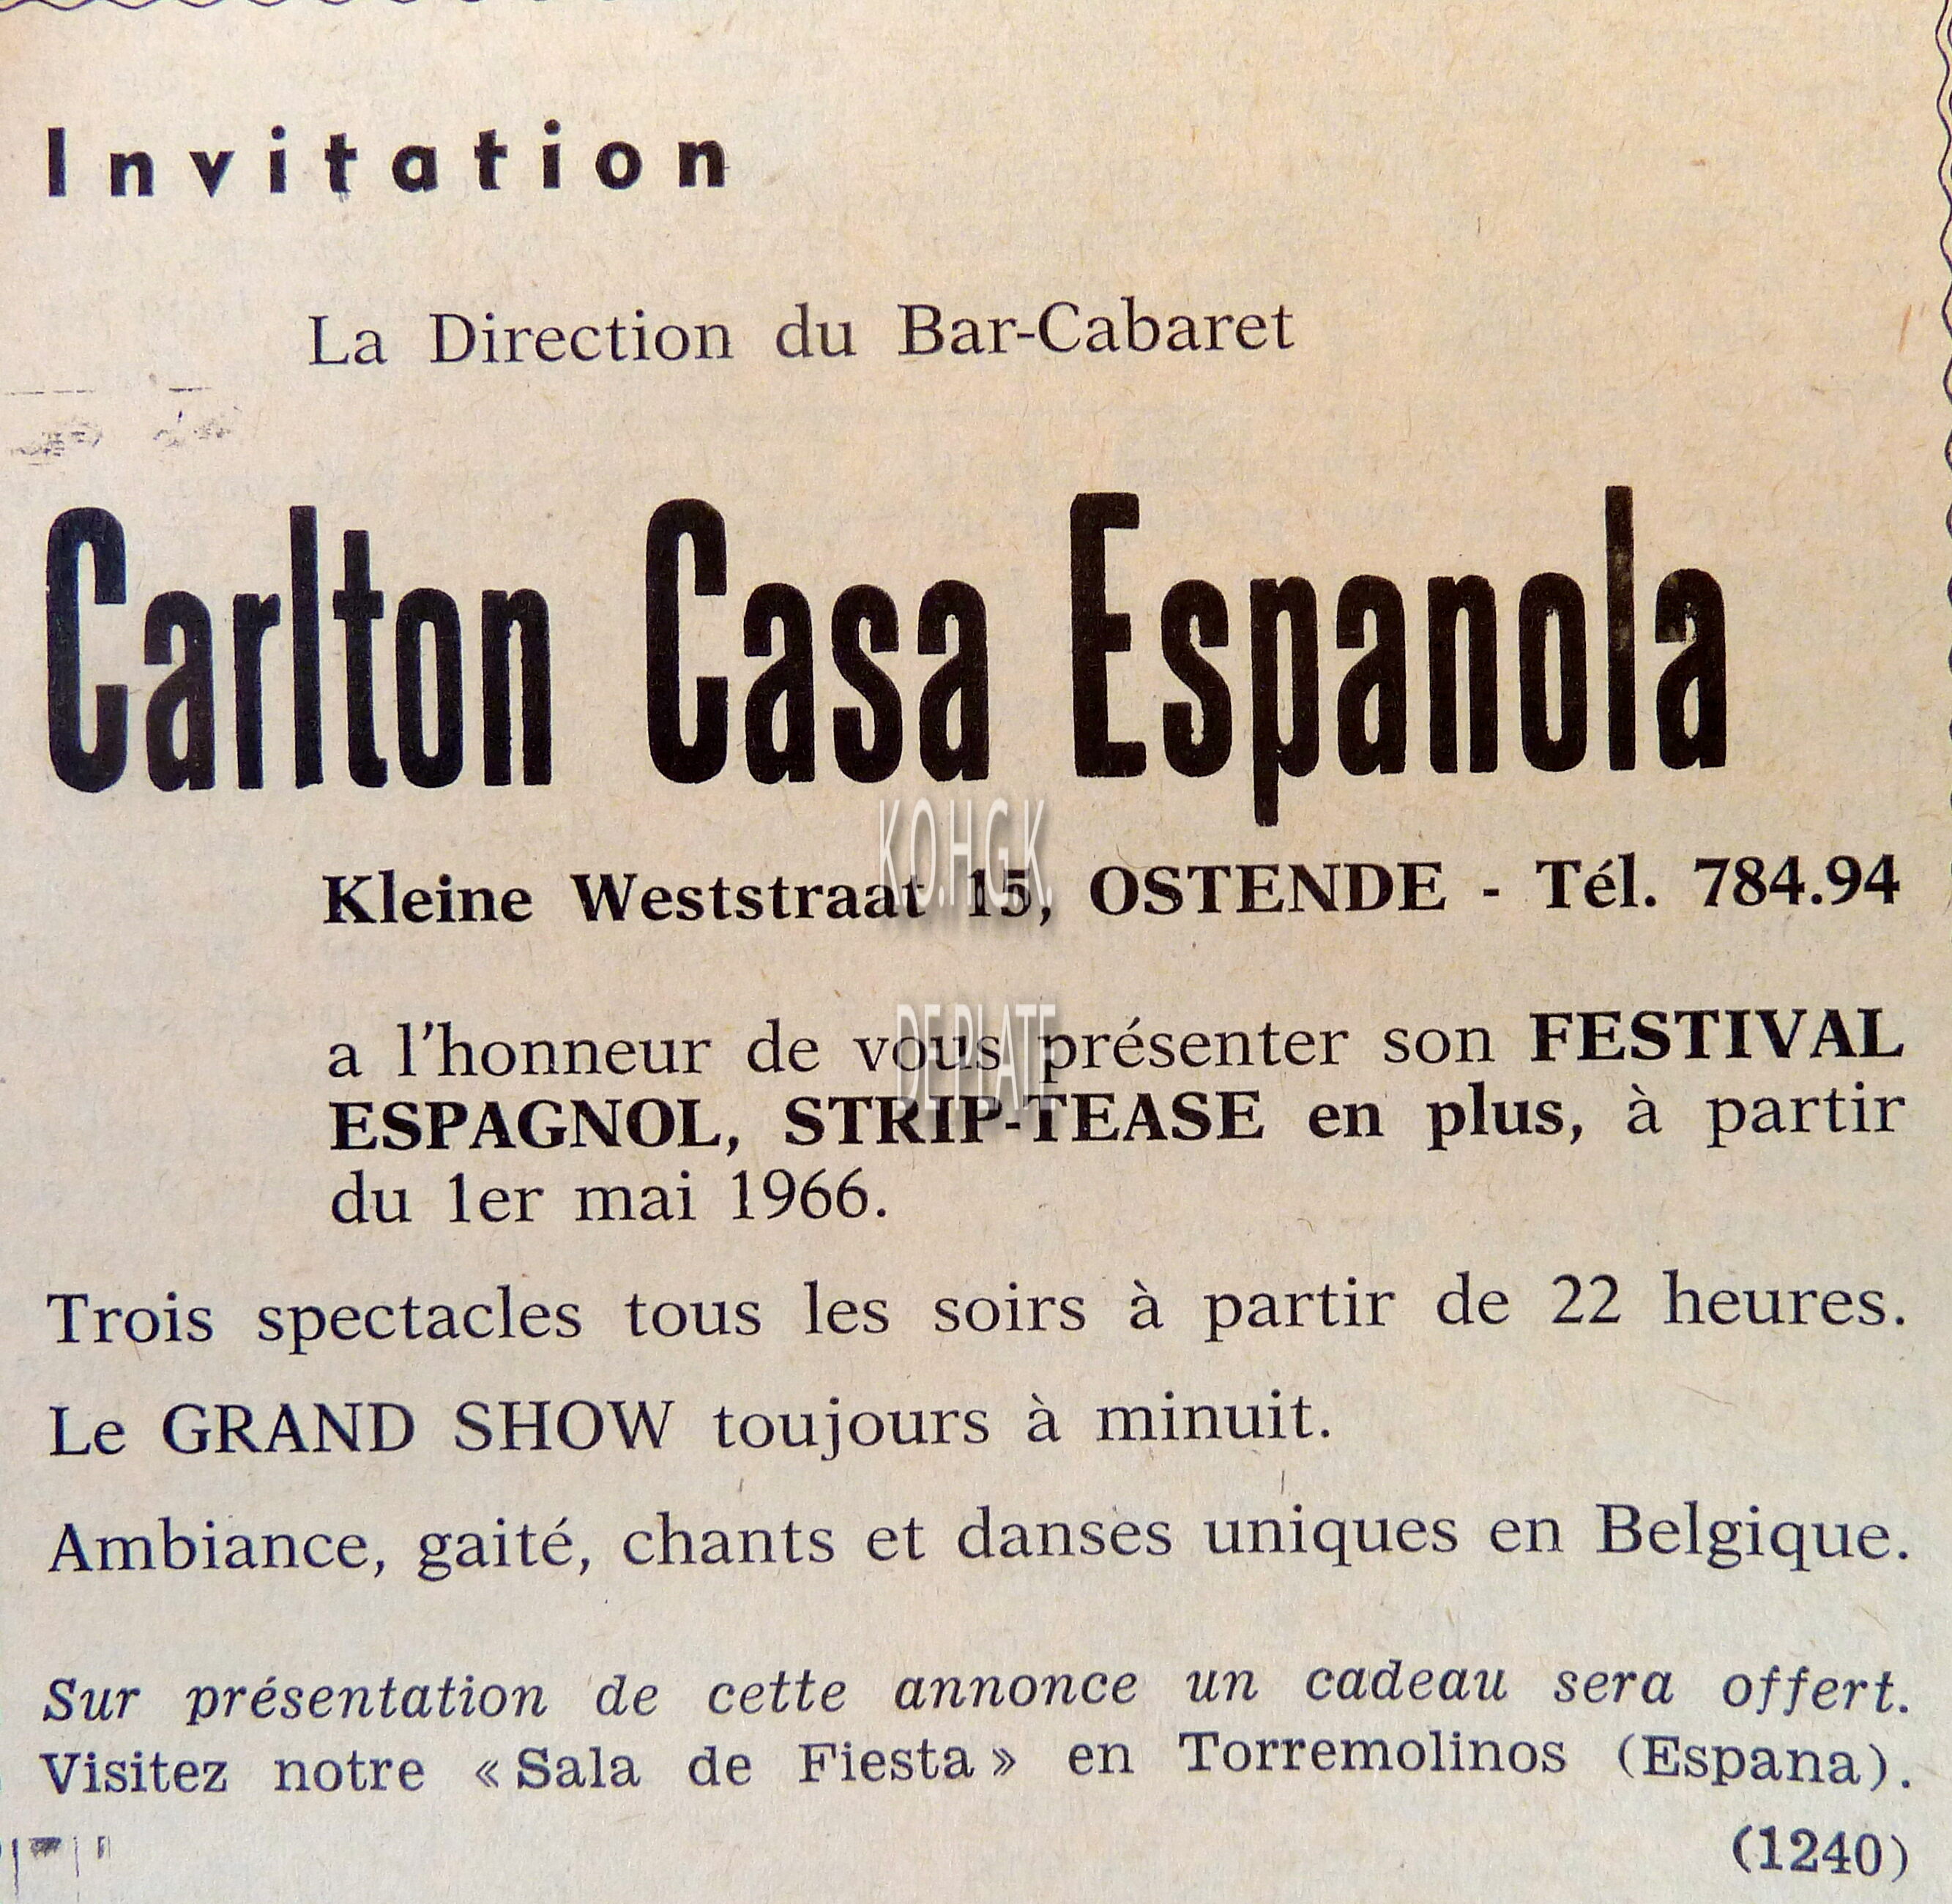 Invitation
La Direction du Bar-Cabaret
Carlton Casa Espanola
K.O.H.G.K.
Kleine Weststraat 15, OSTENDE - Tél. 784.94
DE PLATE
a l'honneur de vous présenter son FESTIVAL
ESPAGNOL, STRIP-TEASE en plus, à partir
du 1er mai 1966.
Trois spectacles tous les soirs à partir de 22 heures.
Le GRAND SHOW toujours à minuit.
Ambiance, gaité, chants et danses uniques en Belgique.
Sur présentation de cette annonce un cadeau sera offert.
Visitez notre « Sala de Fiesta » en Torremolinos (Espana).
(1240)